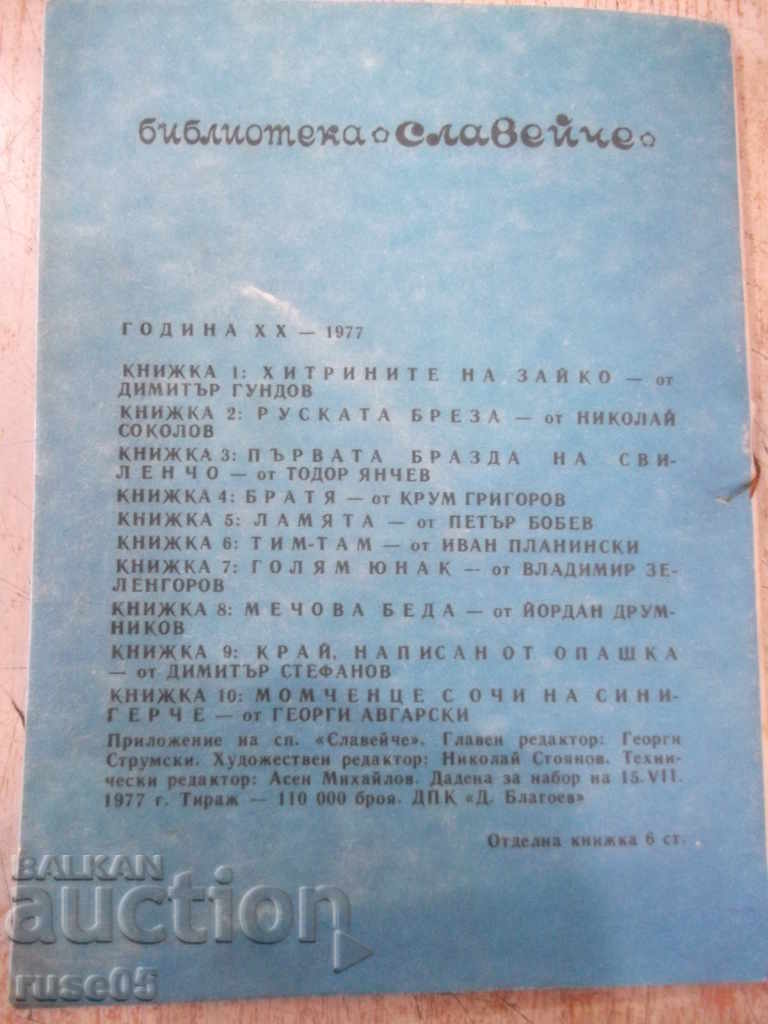 библиотека славейче
ГОДИНА XX — 1977
КНИЖКА 1: ХИТРИНИТЕ НА ЗАЙКО — от
ДИМИТЪР ГУНДОВ
КНИЖКА 2: РУСКАТА БРЕЗА — от НИКОЛАЙ
СОКОЛОВ
КНИЖКА 3: ПЪРВАТА БРАЗДА НА СВИ-
ЛЕНЧО — от ТОДОР ЯНЧЕВ
КНИЖКА 4: БРАТЯ — от КРУМ ГРИГОРОВ
КНИЖКА 5: ЛАМЯТА — от ПЕТЪР БОБЕВ
КНИЖКА 6: ТИМ-ТАМ — от ИВАН ПЛАНИНСКИ
КНИЖКА 7: ГОЛЯМ ЮНАК — от ВЛАДИМИР ЗЕ-
ЛЕНГОРОВ
КНИЖКА 8: МЕЧОВА БЕДА — от ЙОРДАН ДРУМ-
НИКОВ
КНИЖКА 9: КРАЙ, НАПИСАН ОТ ОПАШКА
— от ДИМИТЪР СТЕФАНОВ
КНИЖКА 10: МОМЧЕНЦЕ С ОЧИ НА СИНИ-
ГЕРЧЕ — от ГЕОРГИ АВГАРСКИ
Приложение на сп. «Славейче». Главен редактор: Георги
Струмски. Художествен редактор: Николай Стоянов. Техни-
чески редактор: Асен Михайлов. Дадена за набор на 15.VII.
1977 г. Тираж — 110 000 броя. ДПК «Д. Благоев»
Отделна книжка 6 ст.
BALKAN
auction
ruse05